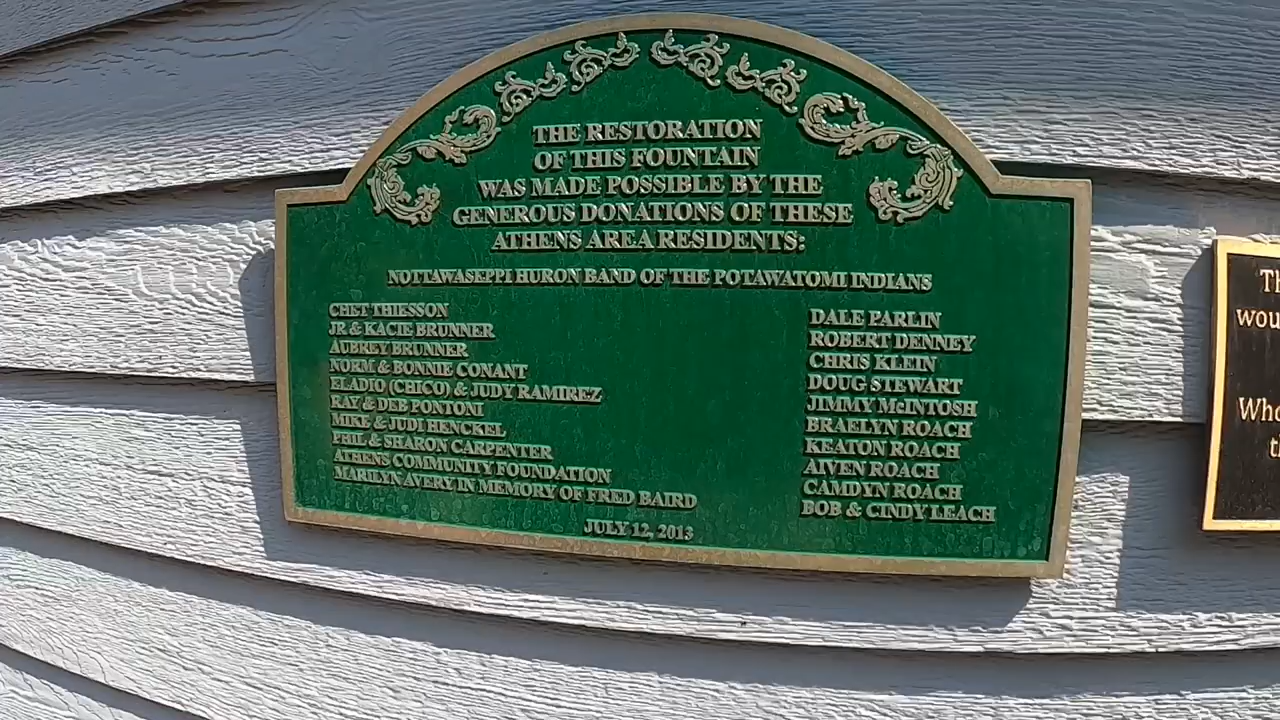 THE RESTORATION
OF THIS FOUNTAIN
WAS MADE POSSIBLE BY THE
GENEROUS DONATIONS OF THESE
ATHENS AREA RESIDENTS:
NOTTAWASEPPI HURON BAND OF THE POTAWATOMI INDIANS
CHET THIESSON
JR & KACIE BRUNNER
AUBREY BRUNNER
NORM & BONNIE CONANT
ELADIO (CHICO) & JUDY RAMIREZ
RAY & DEB PONTONI
MIKE & JUDI HENCKEL
PHIL & SHARON CARPENTER
ATHENS COMMUNITY FOUNDATION
MARILYN AVERY IN MEMORY OF FRED BAIRD
DALE PARLIN
ROBERT DENNEY
CHRIS KLEIN
DOUG STEWART
JIMMY McINTOSH
BRAELYN ROACH
KEATON ROACH
AIVEN ROACH
CAMDYN ROACH
BOB & CINDY LEACH
JULY 12, 2013